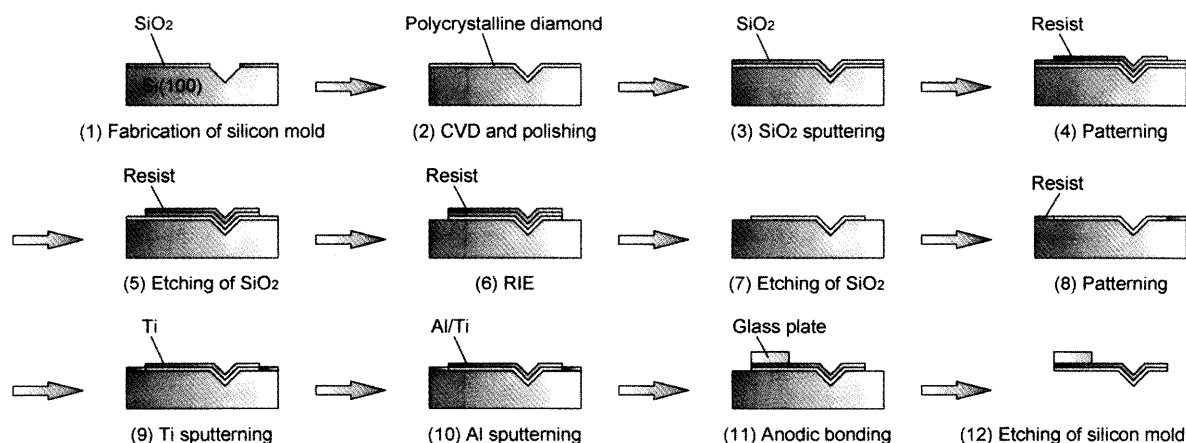 SiO2
Polycrystalline diamond
SiO2
Resist
Si(100)
(1) Fabrication of silicon mold
(2) CVD and polishing
(3) SiO2 sputtering
(4) Patterning
Resist
Resist
Resist
(5) Etching of SiO2
(6) RIE
(7) Etching of SiO2
(8) Patterning
Ti
Al/Ti
Glass plate
(9) Ti sputterning
(10) Al sputterning
(11) Anodic bonding
(12) Etching of silicon mold